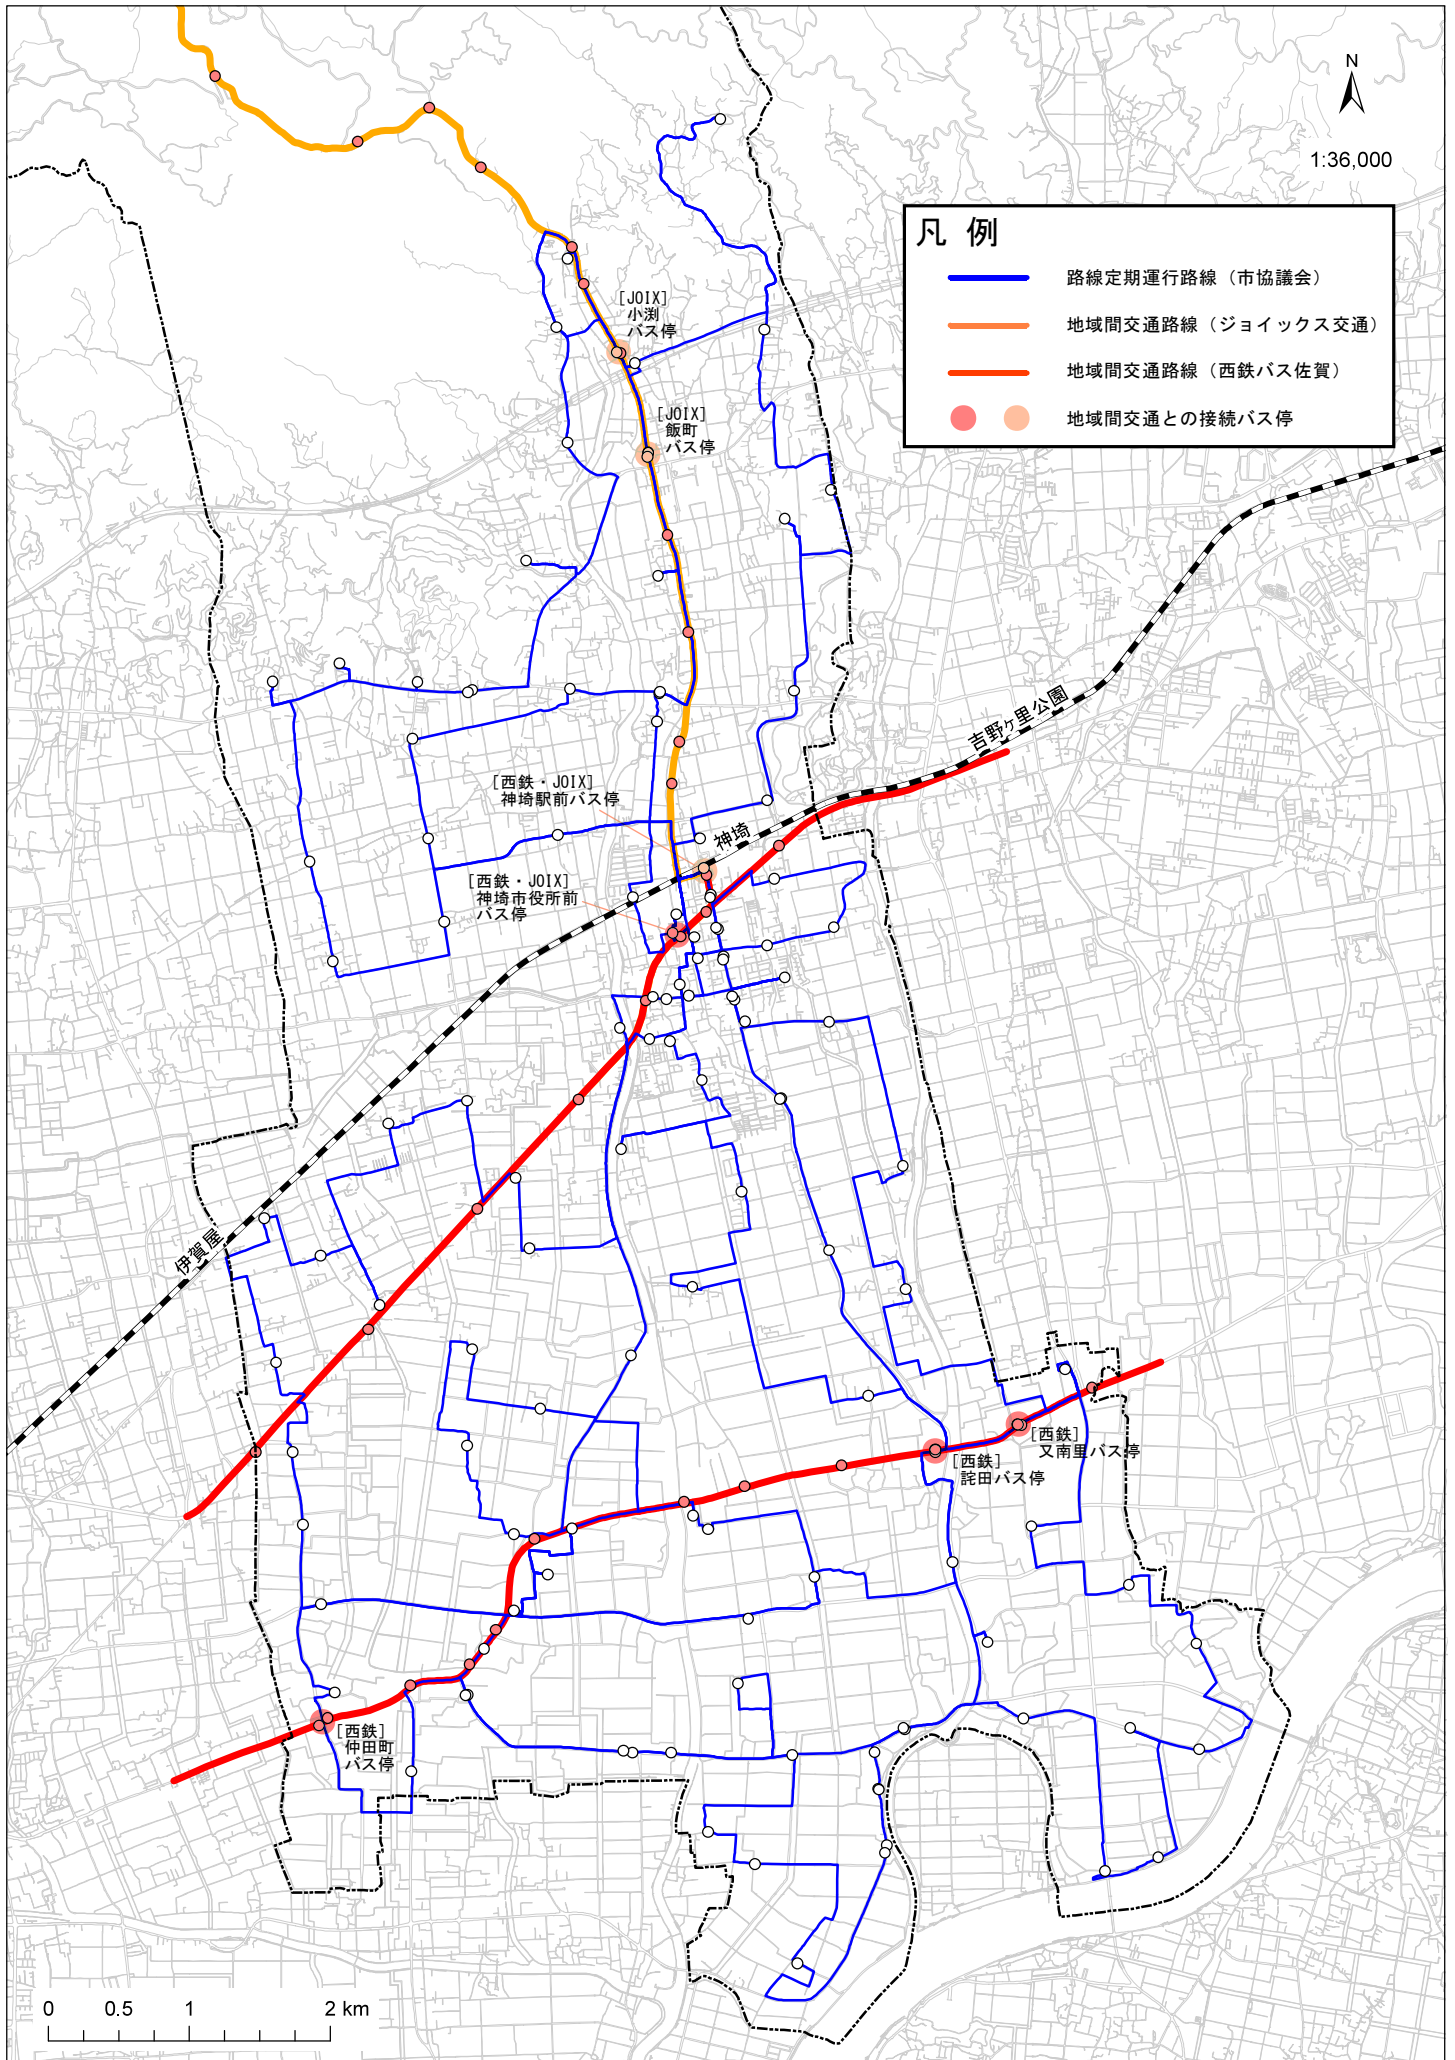 N
1:36,000
凡 例
路線定期運行路線（市協議会）
地域間交通路線（ジョイックス交通）
地域間交通路線（西鉄バス佐賀）
地域間交通との接続バス停
[JOIX]
小渕
バス停
[JOIX]
飯町
バス停
吉野ヶ里公園
[西鉄・JOIX]
神埼駅前バス停
神埼
[西鉄・JOIX]
神埼市役所前
バス停
伊賀屋
[西鉄]
又南里バス停
[西鉄]
詫田バス停
[西鉄]
仲田町
バス停
0 0.5 1 2 km